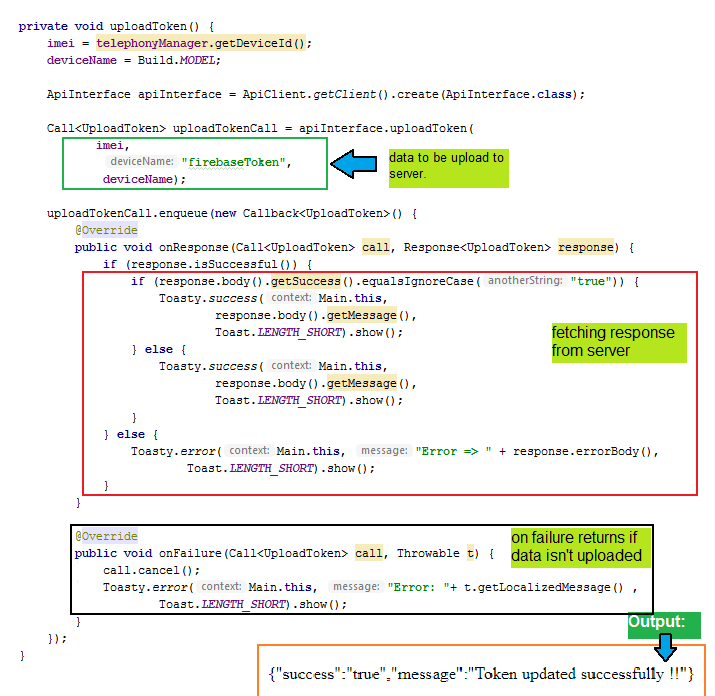 private void uploadToken() {
imei = telephonyManager.getDeviceId();
deviceName = Build.MODEL;
ApiInterface apiInterface = ApiClient.getClient().create(ApiInterface.class);
Call<UploadToken> uploadTokenCall = apiInterface.uploadToken(
imei,
deviceName: "firebaseToken",
deviceName);
data to be upload to
server.
uploadTokenCall.enqueue(new Callback<UploadToken>() {
@Override
public void onResponse(Call<UploadToken> call, Response<UploadToken> response) {
if (response.isSuccessful()) {
if (response.body().getSuccess().equalsIgnoreCase( anotherString: "true")) {
Toasty.success( context: Main.this,
response.body().getMessage(),
Toast.LENGTH_SHORT).show();
} else {
Toasty.success( context: Main.this,
response.body().getMessage(),
Toast.LENGTH_SHORT).show();
}
} else {
Toasty.error( context: Main.this, message: "Error => " + response.errorBody(),
Toast.LENGTH_SHORT).show();
}
}
fetching response
from server
@Override
public void onFailure(Call<UploadToken> call, Throwable t) {
call.cancel();
Toasty.error( context: Main.this, message: "Error: "+ t.getLocalizedMessage() ,
Toast.LENGTH_SHORT).show();
}
});
}
on failure returns if
data isn't uploaded
Output:
{"success":"true","message":"Token updated successfully !!"}